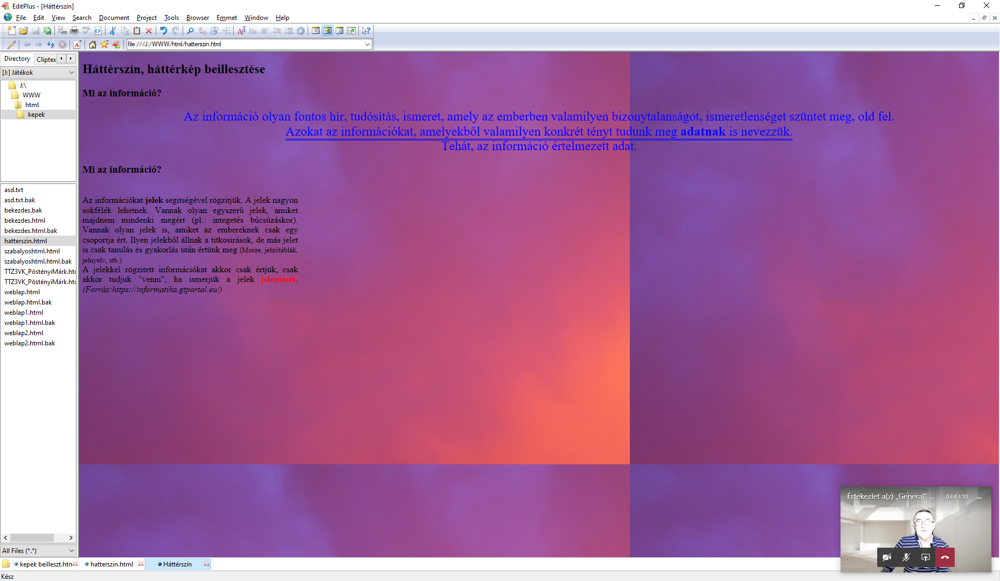 EditPlus - [Háttérszín]
File Edit View Search Document Project Tools Browser Emmet Window Help
file:///J:/WWW/html/hatterszin.html
Directory Cliptex
[J:] Játékok
J:\
WWW
html
kepek
asd.txt
asd.txt.bak
bekezdes.bak
bekezdes.html
bekezdes.html.bak
hatterszin.html
szabalyoshtml.html
szabalyoshtml.html.bak
TTZ3VK_PöstényiMárk.htn
TTZ3VK_PöstényiMárk.htn
weblap.html
weblap.html.bak
weblap1.html
weblap1.html.bak
weblap2.html
weblap2.html.bak
All Files (*.*)
Háttérszín, háttérkép beillesztése
Mi az információ?
Az információ olyan fontos hír, tudósítás, ismeret, amely az emberben valamilyen bizonytalanságot, ismeretlenséget szüntet meg, old fel.
Azokat az információkat, amelyekből valamilyen konkrét tényt tudunk meg adatnak is nevezzük.
Tehát, az információ értelmezett adat.
Mi az információ?
Az információkat jelek segitségével rögzitjük. A jelek nagyon
sokfélék lehetnek. Vannak olyan egyszerű jelek, amiket
majdnem mindenki megért (pl.: integetés búcsúzáskor).
Vannak olyan jelek is, amiket az embereknek csak egy
csoportja ért. Ilyen jelekből állnak a titkosirások, de más jelet
is csak tanulás és gyakorlás után értünk meg (Morze, jelzőtáblák,
jelnyelv, stb.).
A jelekkel rögzitett információkat akkor csak értjük, csak
akkor tudjuk "venni", ha ismerjük a jelek jelentését.
(Forrás:https://informatika.gtportal.eu/)
Értekezlet a(z) „General” ... 03:43:10
kepek beilleszt.htm hatterszin.html Háttérszín
Kész